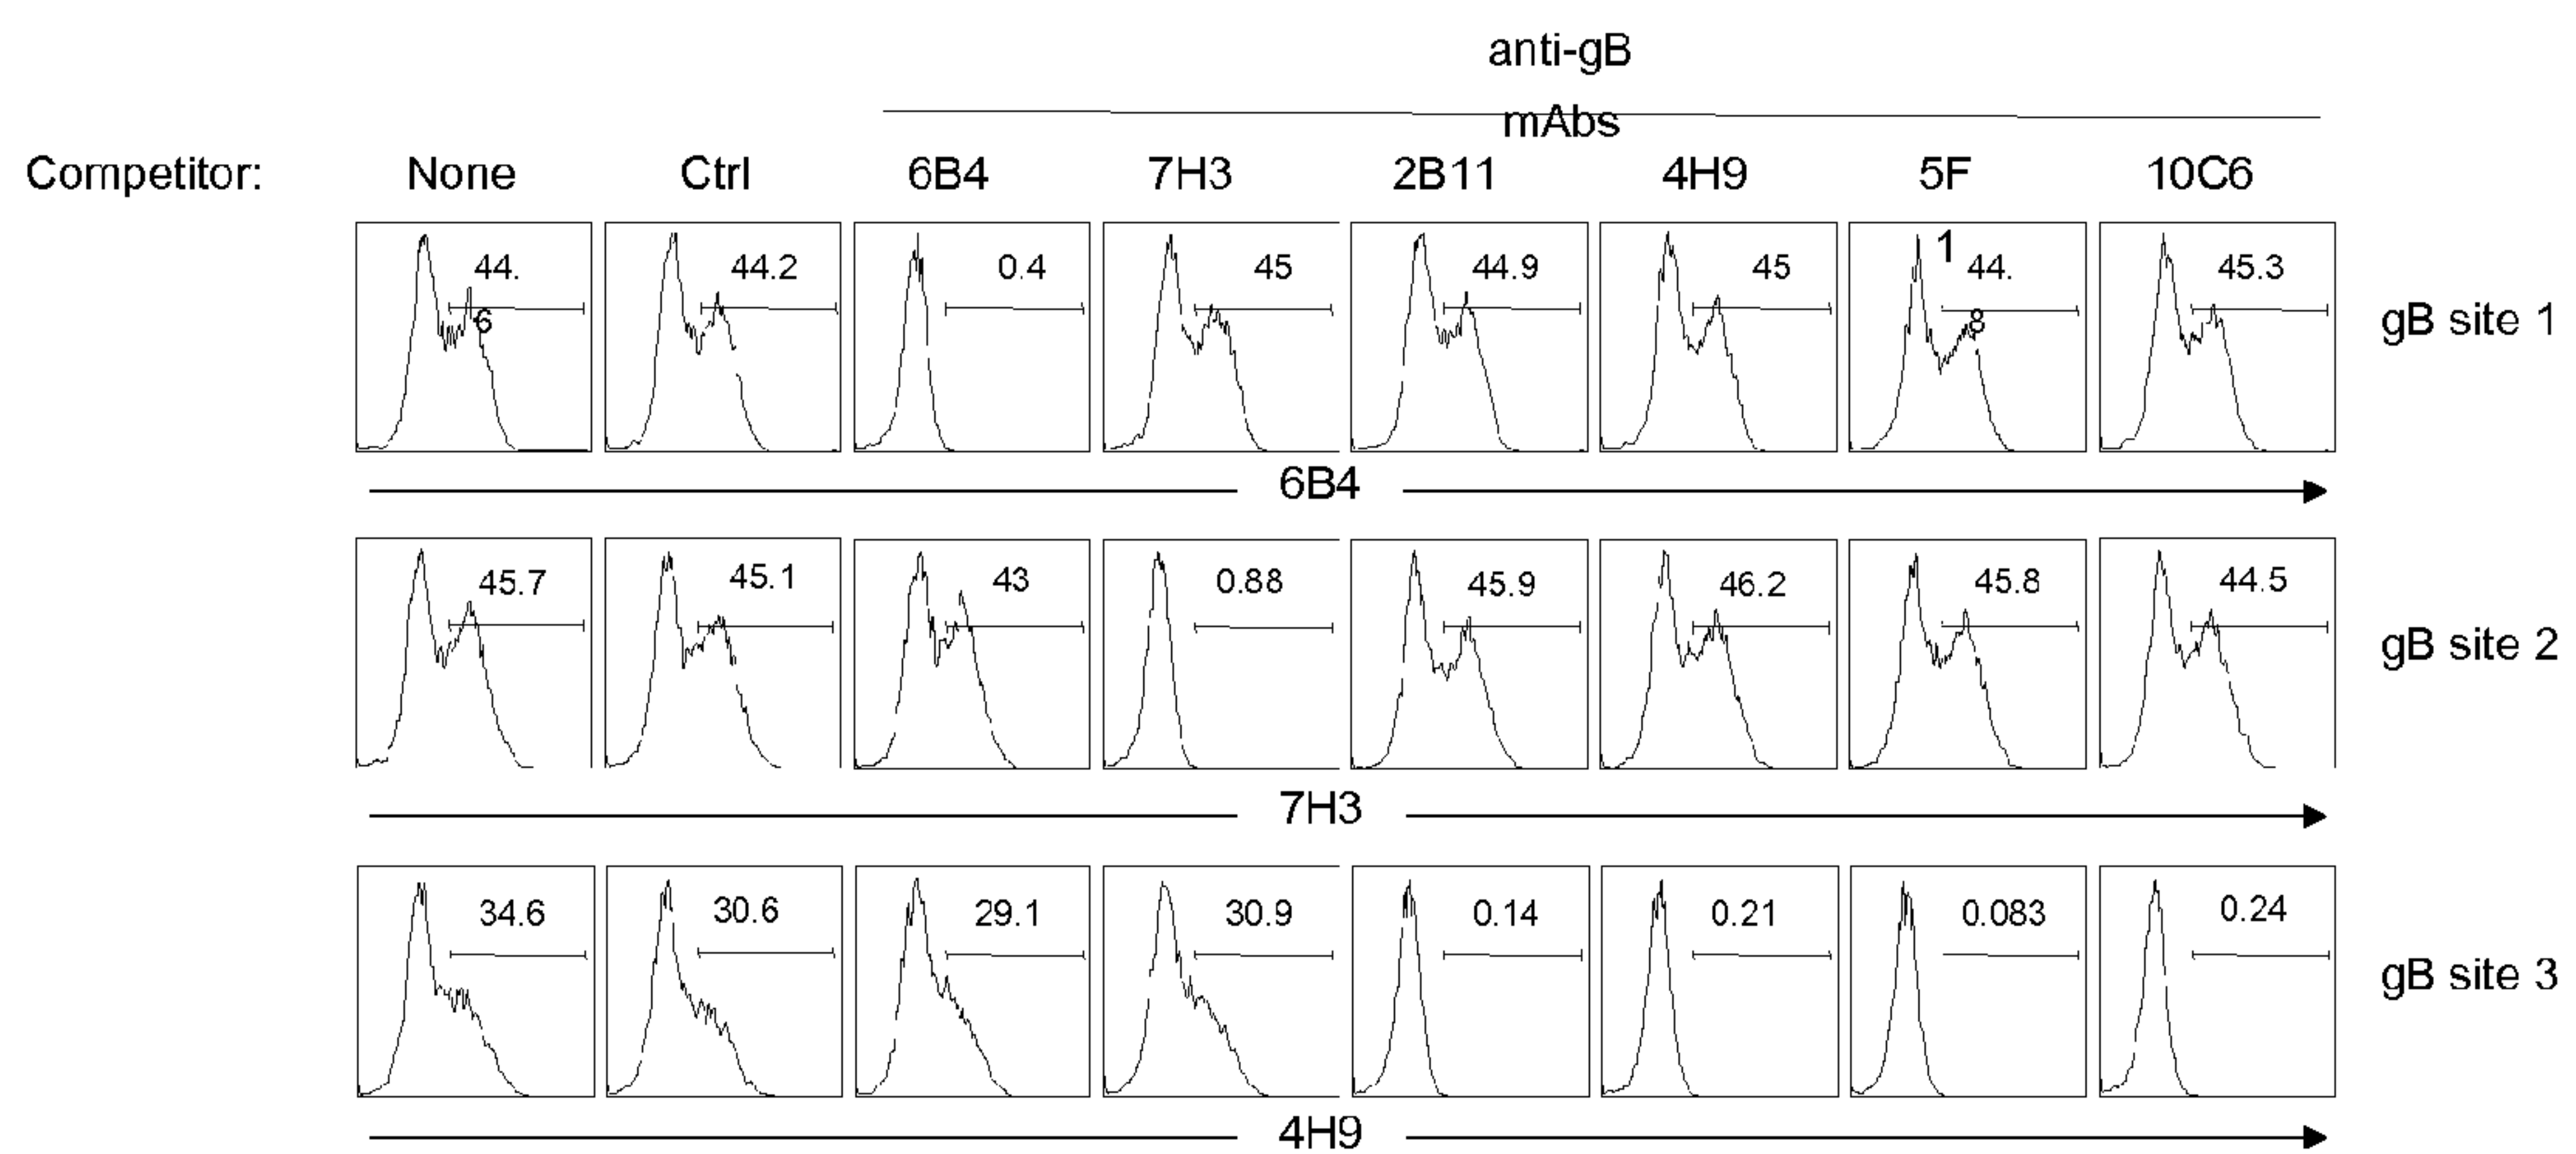 anti-gB
mAbs
Competitor: None Ctrl 6B4 7H3 2B11 4H9 5F 10C6
1
44. 44.2 0.4 45 44.9 45 44. 45.3
6 8
gB site 1
6B4
45.7 45.1 43 0.88 45.9 46.2 45.8 44.5
gB site 2
7H3
34.6 30.6 29.1 30.9 0.14 0.21 0.083 0.24
gB site 3
4H9